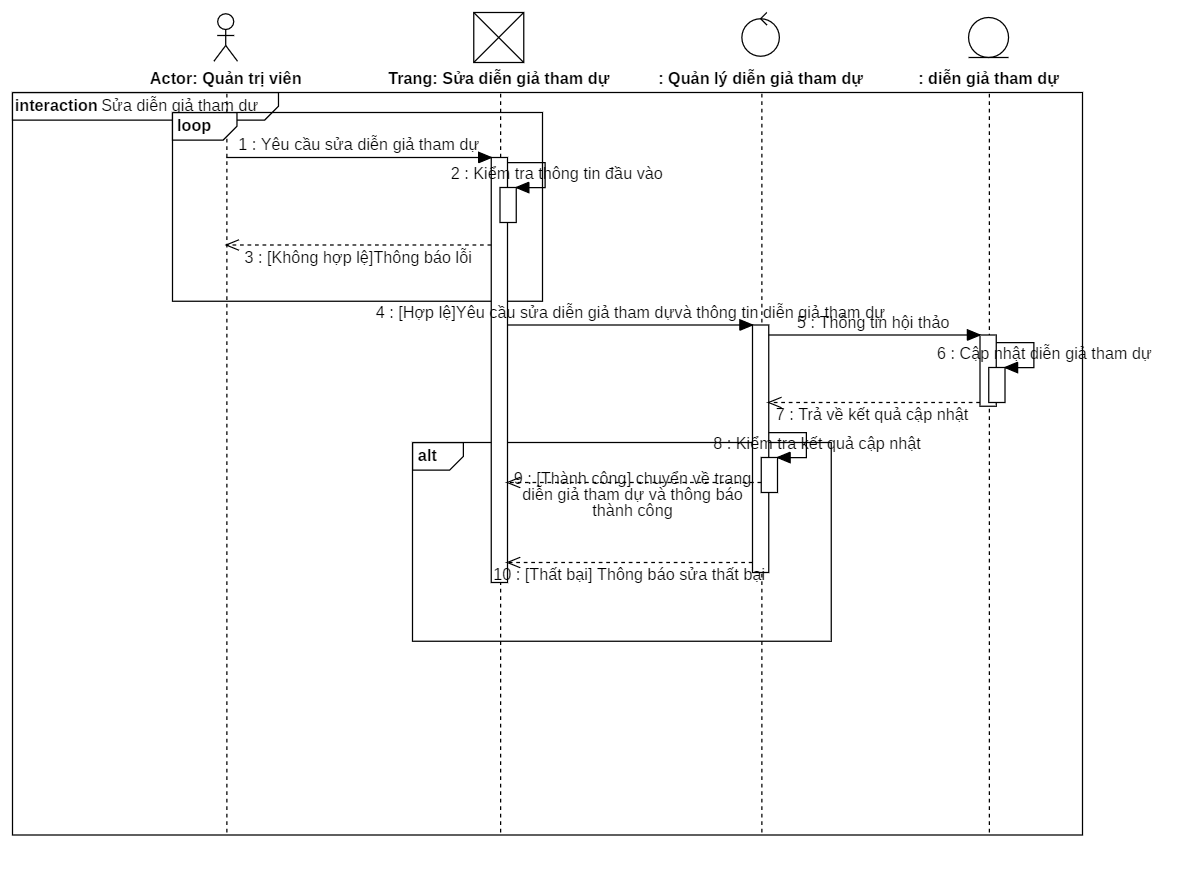 Actor: Quản trị viên
Trang: Sửa diễn giả tham dự
: Quản lý diễn giả tham dự
: diễn giả tham dự
interaction Sửa diễn giả tham dự
loop
1 : Yêu cầu sửa diễn giả tham dự
2 : Kiểm tra thông tin đầu vào
3 : [Không hợp lệ]Thông báo lỗi
4 : [Hợp lệ]Yêu cầu sửa diễn giả tham dựvà thông tin diễn giả tham dự
5 : Thông tin hội thảo
6 : Cập nhật diễn giả tham dự
7 : Trả về kết quả cập nhật
8 : Kiểm tra kết quả cập nhật
alt
9 : [Thành công] chuyển về trang
diễn giả tham dự và thông báo
thành công
10 : [Thất bại] Thông báo sửa thất bại